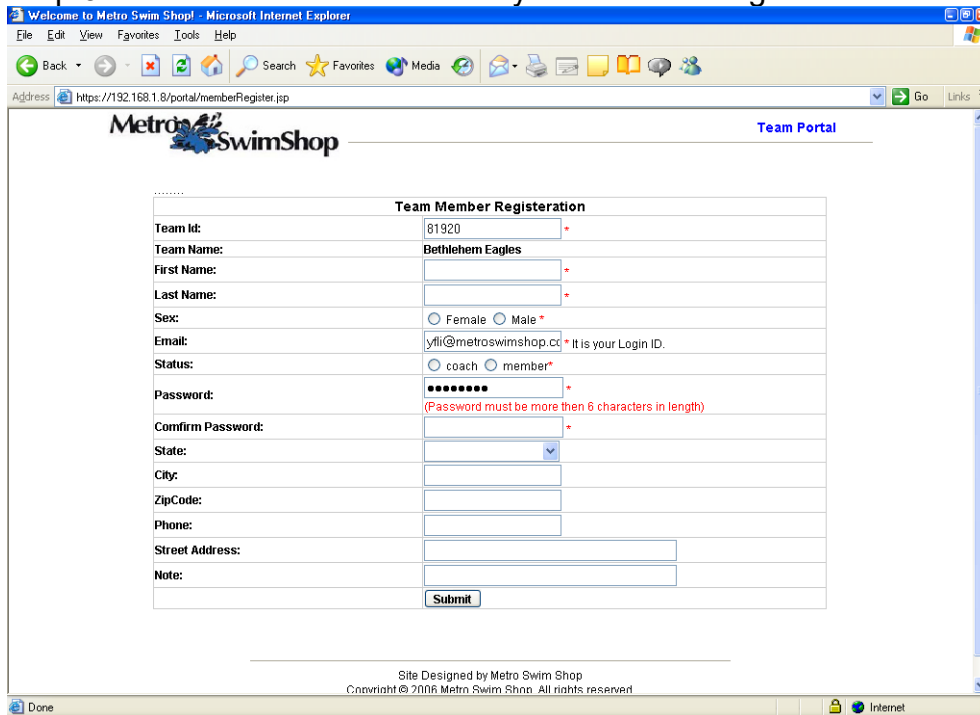 Welcome to Metro Swim Shop! - Microsoft Internet Explorer
File Edit View Favorites Tools Help
Back Search Favorites Media
Address https://192.168.1.8/portal/memberRegister.jsp Go Links
Metro SwimShop
Team Portal
........
Team Member Registeration
Team Id: 81920 *
Team Name: Bethlehem Eagles
First Name: *
Last Name: *
Sex: Female Male *
Email: yfli@metroswimshop.cc * It is your Login ID.
Status: coach member*
Password: ●●●●●●●● *
(Password must be more then 6 characters in length)
Comfirm Password: *
State:
City:
ZipCode:
Phone:
Street Address:
Note:
Submit
Site Designed by Metro Swim Shop
Copyright © 2006 Metro Swim Shop. All rights reserved
Done Internet